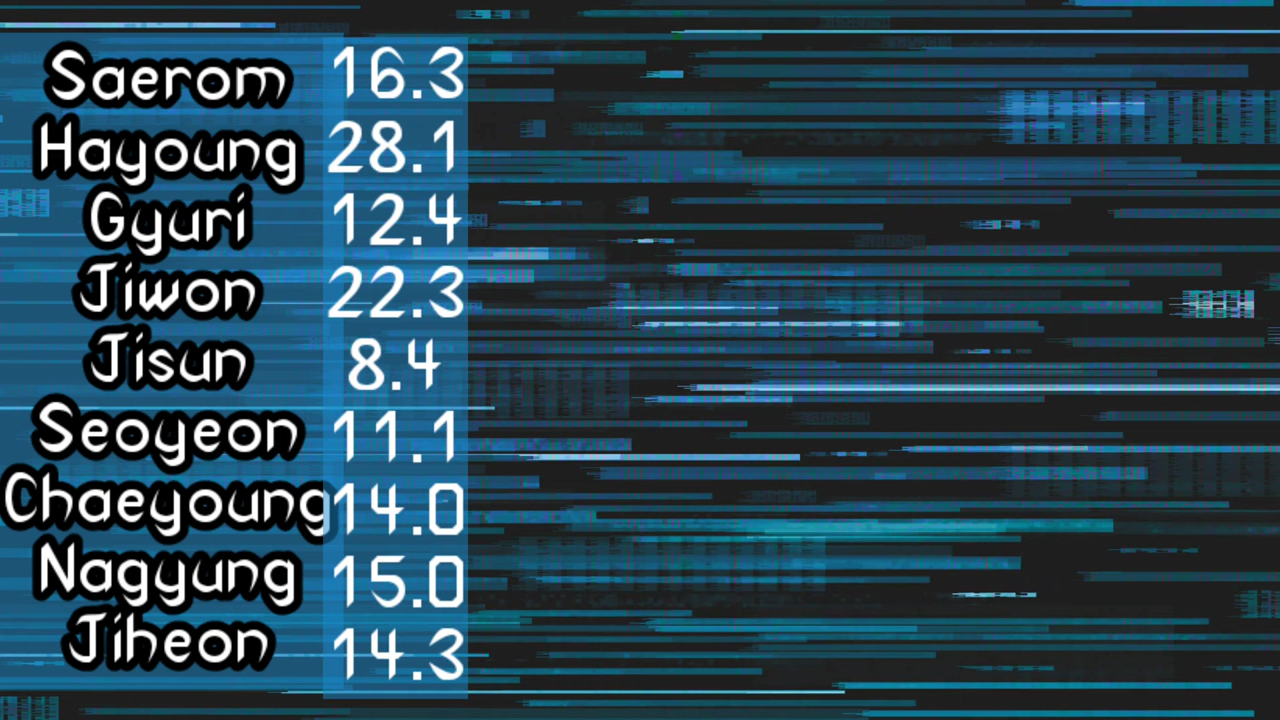 Saerom 16.3
Hayoung 28.1
Gyuri 12.4
Jiwon 22.3
Jisun 8.4
Seoyeon 11.1
Chaeyoung 14.0
Nagyung 15.0
Jiheon 14.3